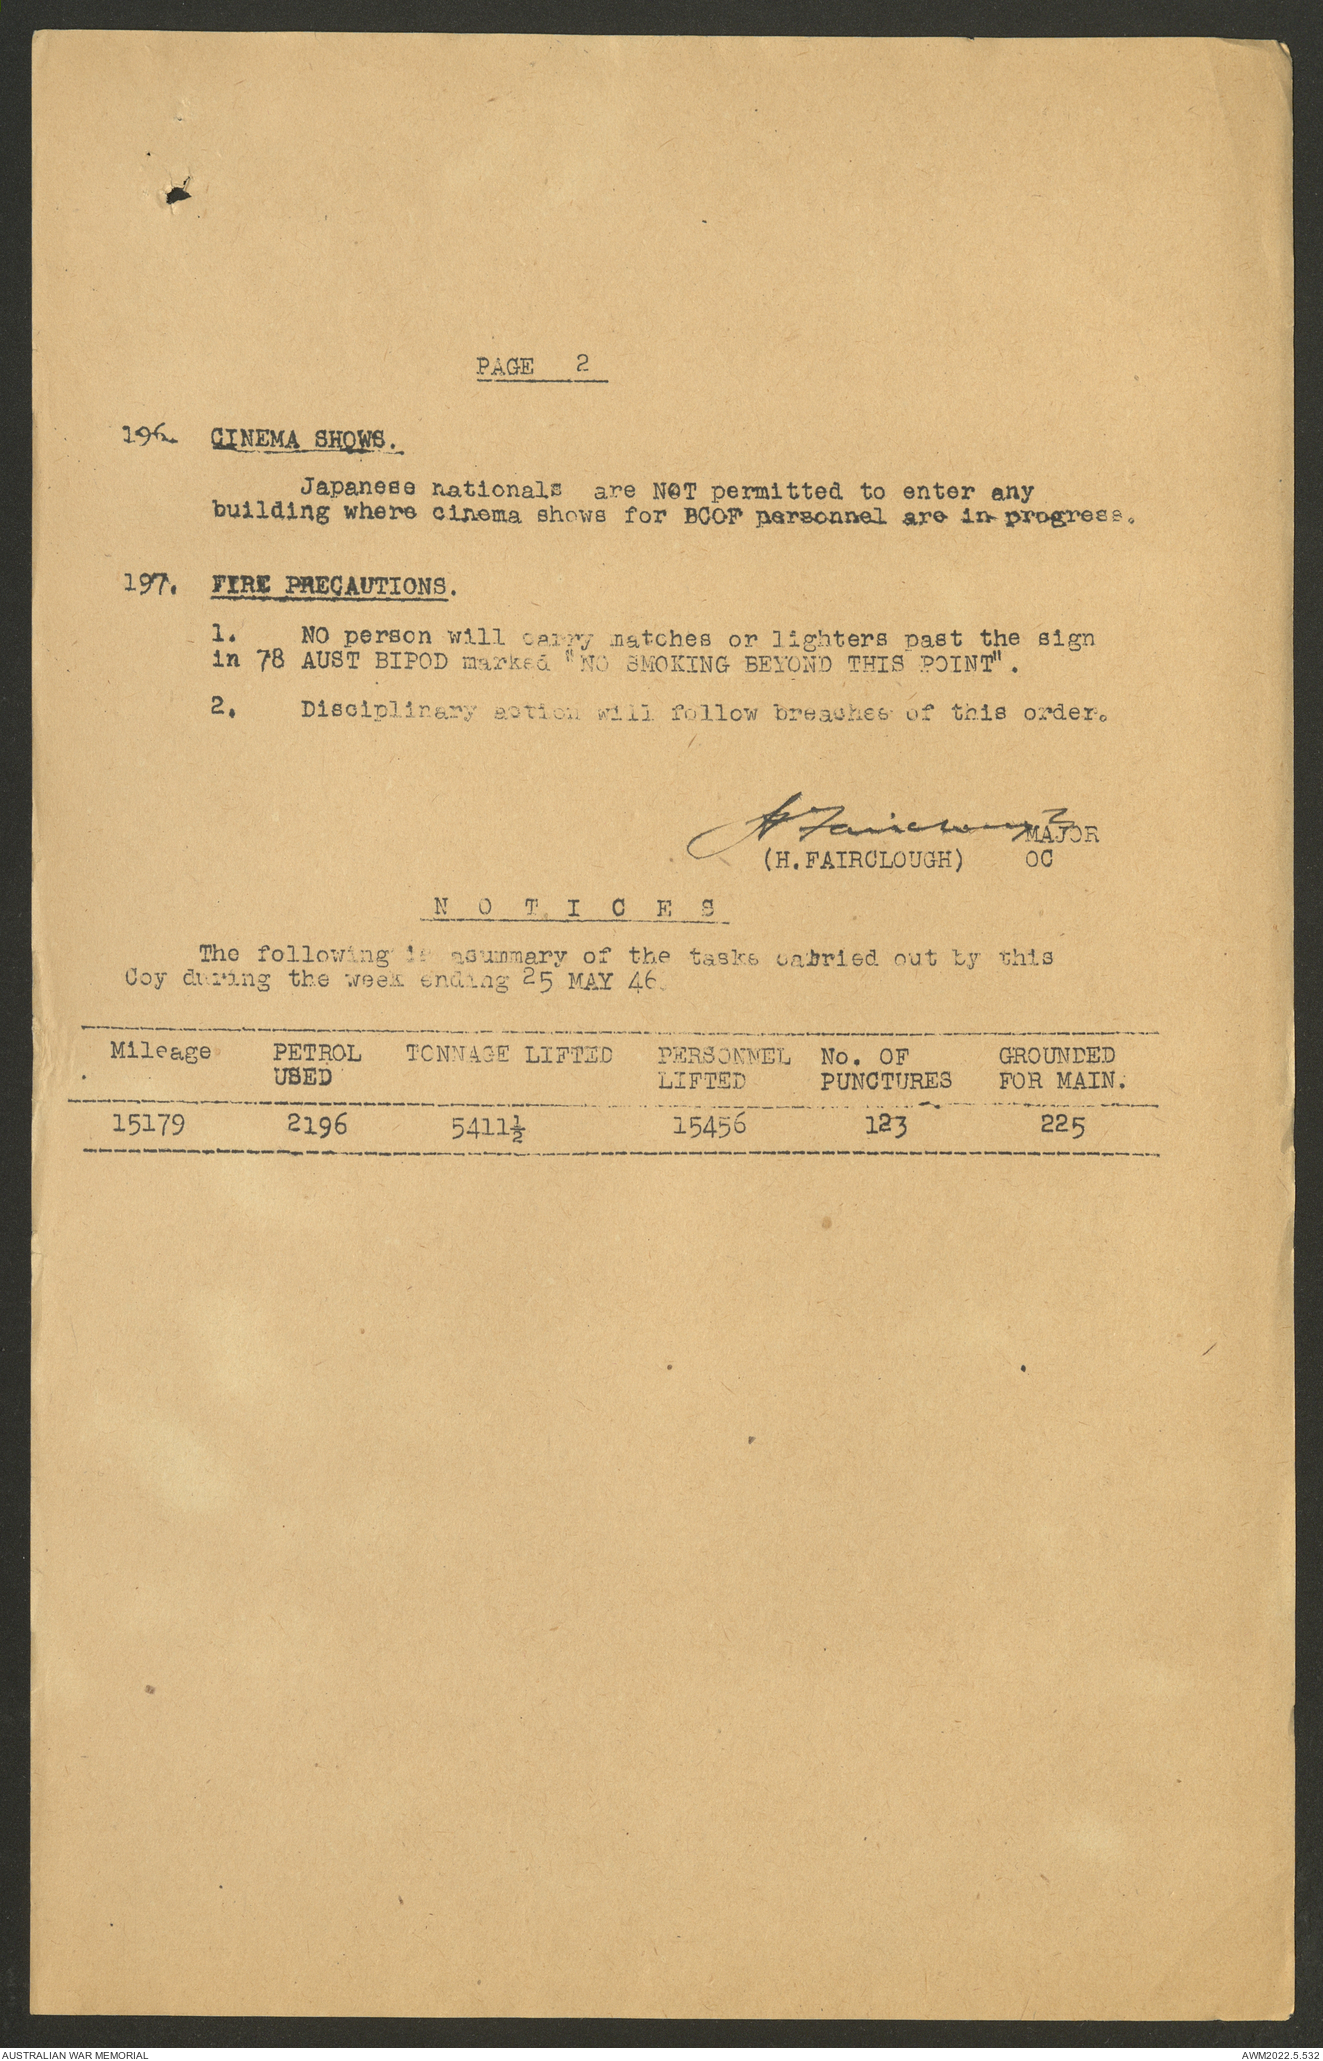 PAGE 2
196. CINEMA SHOWS.
Japanese nationals are NOT permitted to enter any
building where cinema shows for BCOF personnel are in progress.
197. FIRE PRECAUTIONS.
1. NO person will carry matches or lighters past the sign
in 78 AUST BIPOD marked "NO SMOKING BEYOND THIS POINT".
2. Disciplinary action will follow breaches of this order.
H Fairclough MAJOR
(H.FAIRCLOUGH) OC
N O T I C E S
The following is asummary of the tasks carried out by this
Coy during the week ending 25 MAY 46.
Mileage PETROL TONNAGE LIFTED PERSONNEL No. OF GROUNDED
USED LIFTED PUNCTURES FOR MAIN.
15179 2196 5411½ 15456 123 225
AUSTRALIAN WAR MEMORIAL AWM2022.5.532